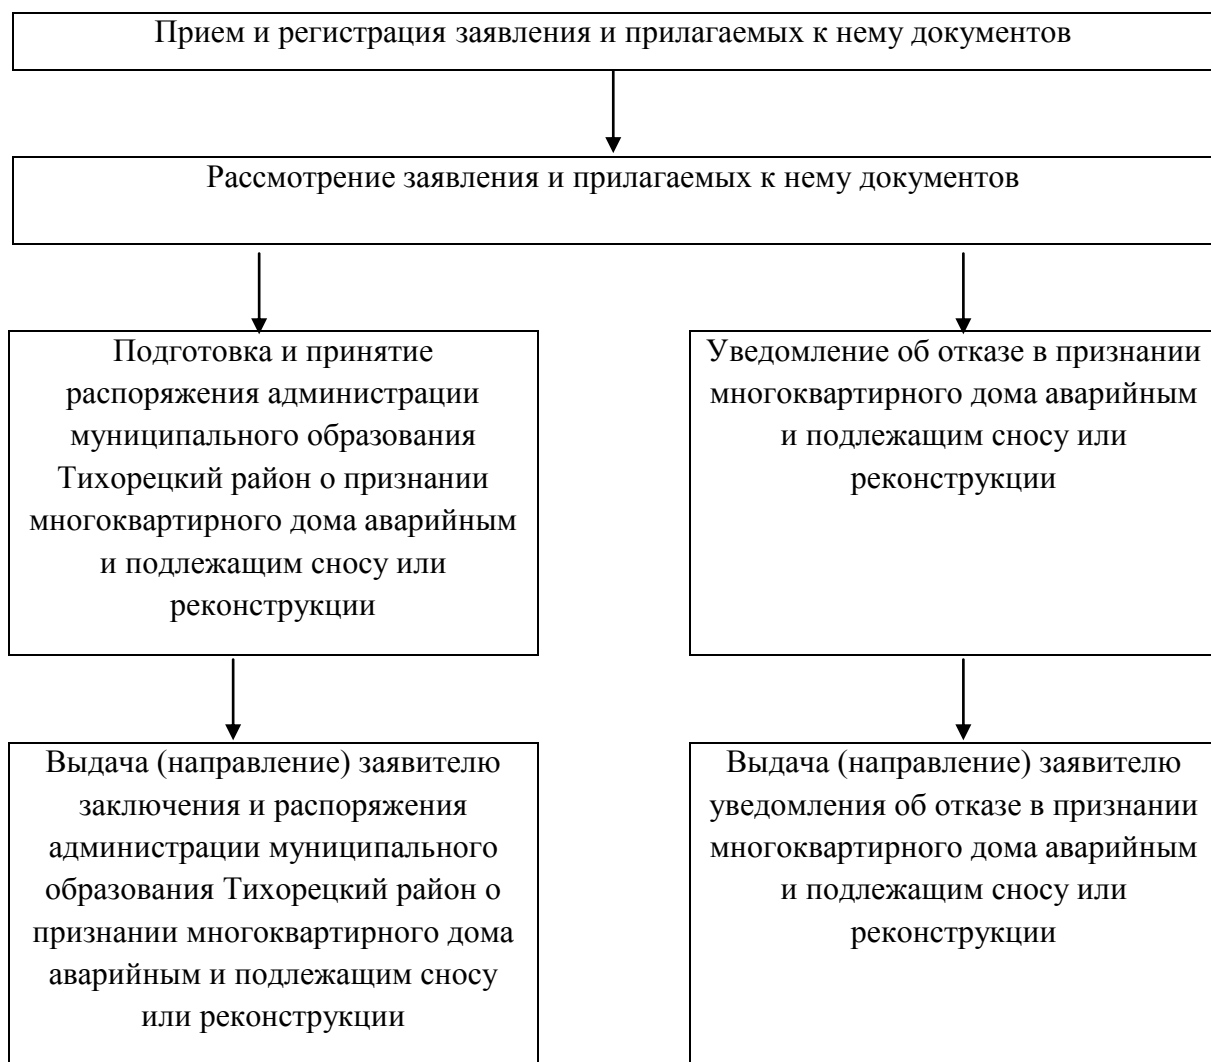 Прием и регистрация заявления и прилагаемых к нему документов
Рассмотрение заявления и прилагаемых к нему документов
Подготовка и принятие
распоряжения администрации
муниципального образования
Тихорецкий район о признании
многоквартирного дома аварийным
и подлежащим сносу или
реконструкции
Уведомление об отказе в признании
многоквартирного дома аварийным
и подлежащим сносу или
реконструкции
Выдача (направление) заявителю
заключения и распоряжения
администрации муниципального
образования Тихорецкий район о
признании многоквартирного дома
аварийным и подлежащим сносу
или реконструкции
Выдача (направление) заявителю
уведомления об отказе в признании
многоквартирного дома аварийным
и подлежащим сносу или
реконструкции